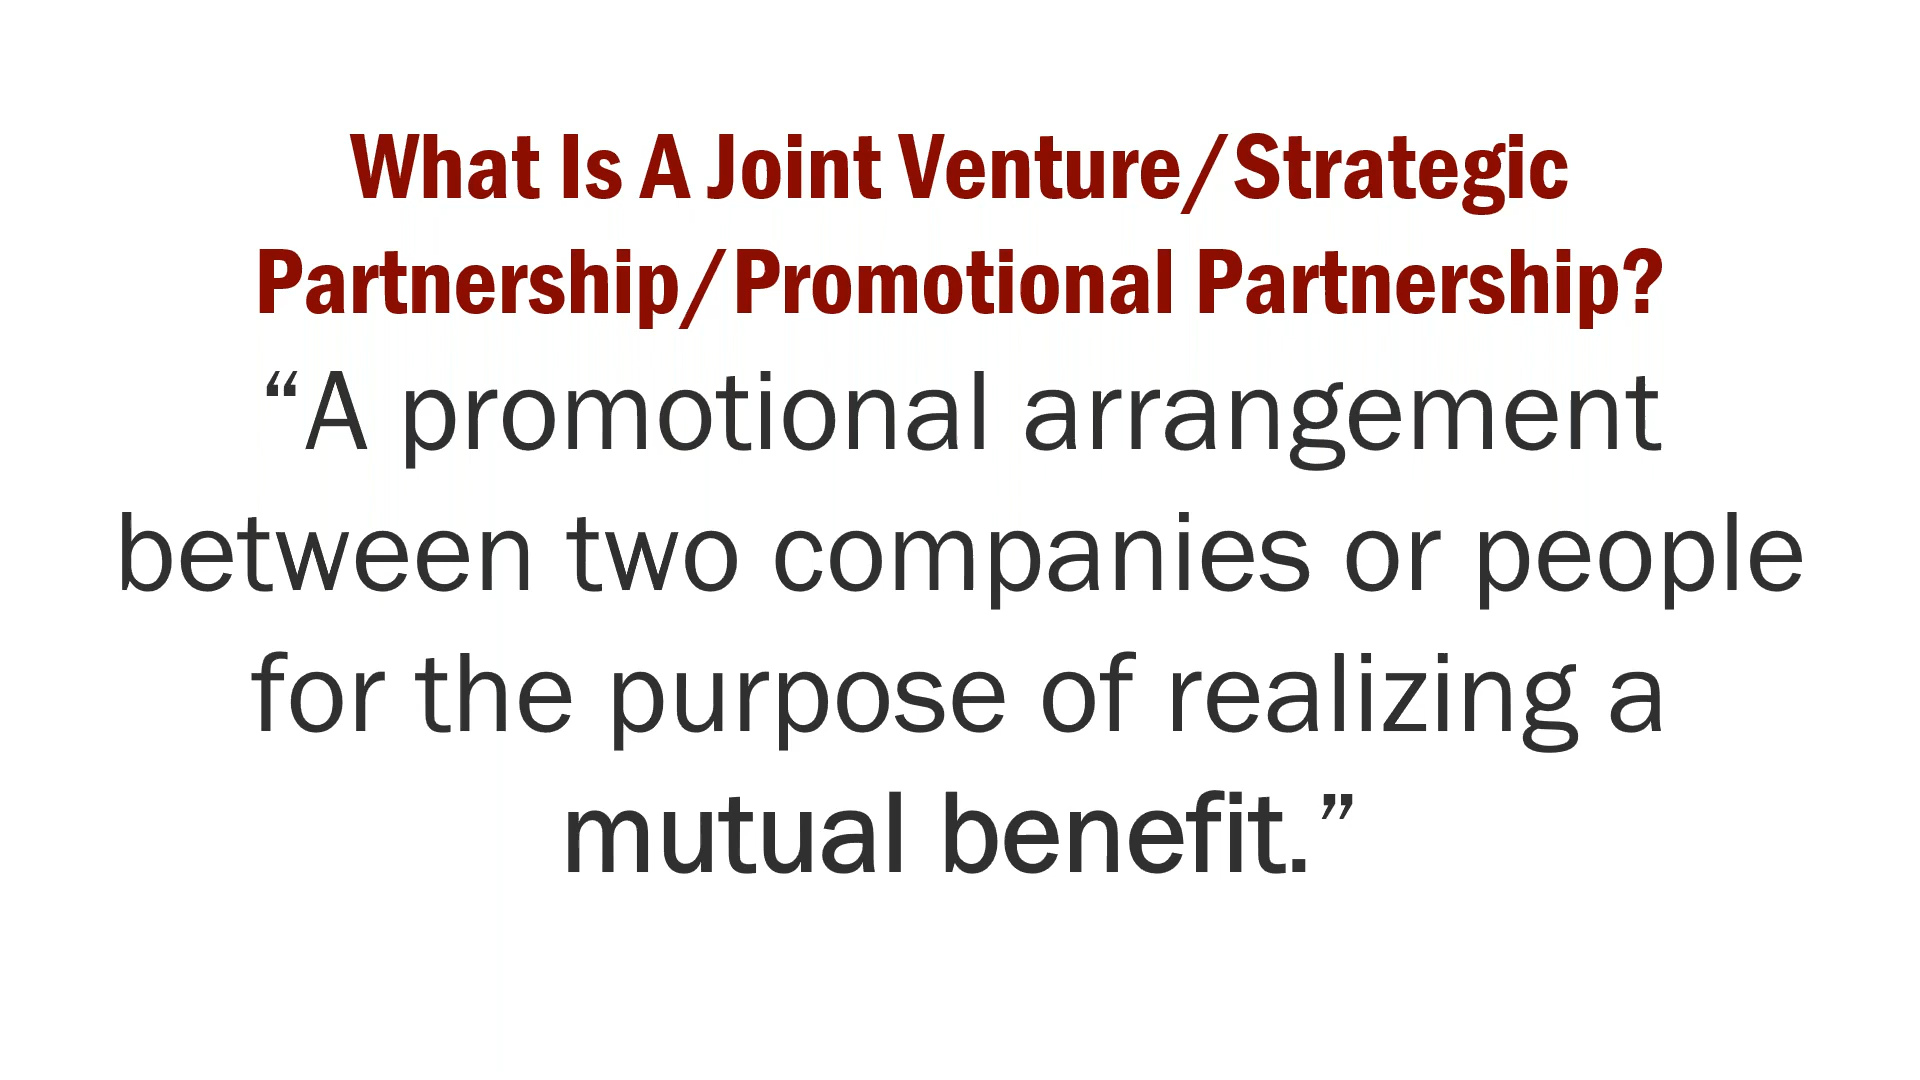 What Is A Joint Venture/Strategic
Partnership/Promotional Partnership?
“A promotional arrangement
between two companies or people
for the purpose of realizing a
mutual benefit.”